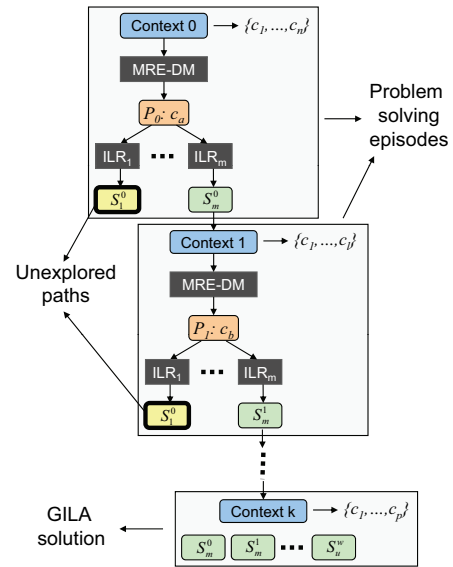 Context 0
{c₁,...,cₙ}
MRE-DM
Problem
solving
episodes
P₀: cₐ
ILR₁
...
ILRₘ
S₁⁰
Sₘ⁰
Context 1
{c₁,...,cₗ}
Unexplored
paths
MRE-DM
P₁: c_b
ILR₁
...
ILRₘ
S₁⁰
Sₘ¹
Context k
{c₁,...,cₚ}
GILA
solution
Sₘ⁰
Sₘ¹
...
Sᵤʷ